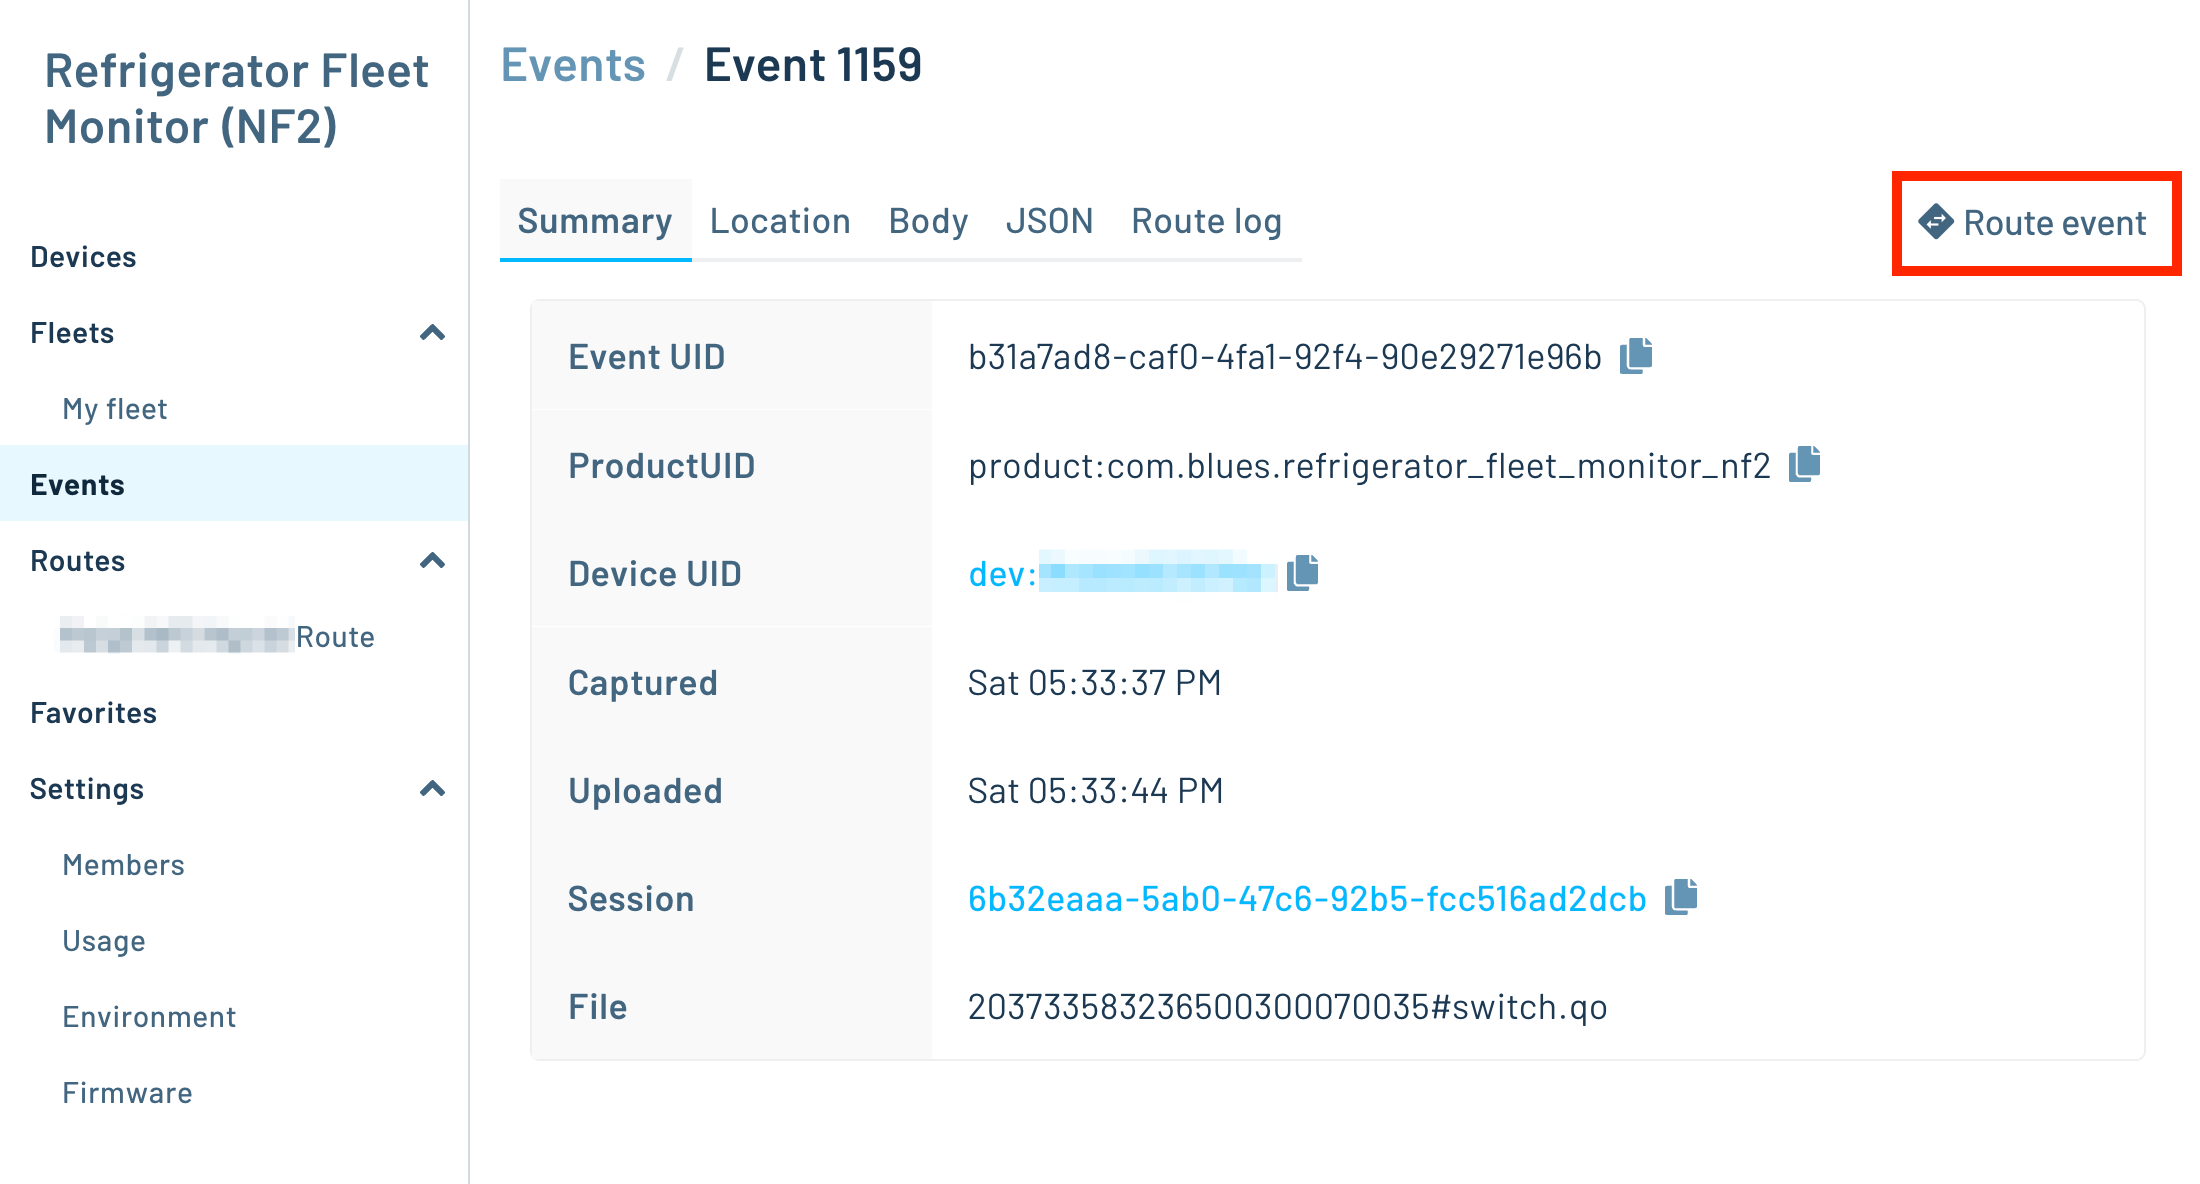 Refrigerator Fleet
Monitor (NF2)
Devices
Fleets
My fleet
Events
Routes
Route
Favorites
Settings
Members
Usage
Environment
Firmware
Events / Event 1159
Summary Location Body JSON Route log
Route event
Event UID b31a7ad8-caf0-4fa1-92f4-90e29271e96b
ProductUID product:com.blues.refrigerator_fleet_monitor_nf2
Device UID dev:
Captured Sat 05:33:37 PM
Uploaded Sat 05:33:44 PM
Session 6b32eaaa-5ab0-47c6-92b5-fcc516ad2dcb
File 203733583236500300070035#switch.qo